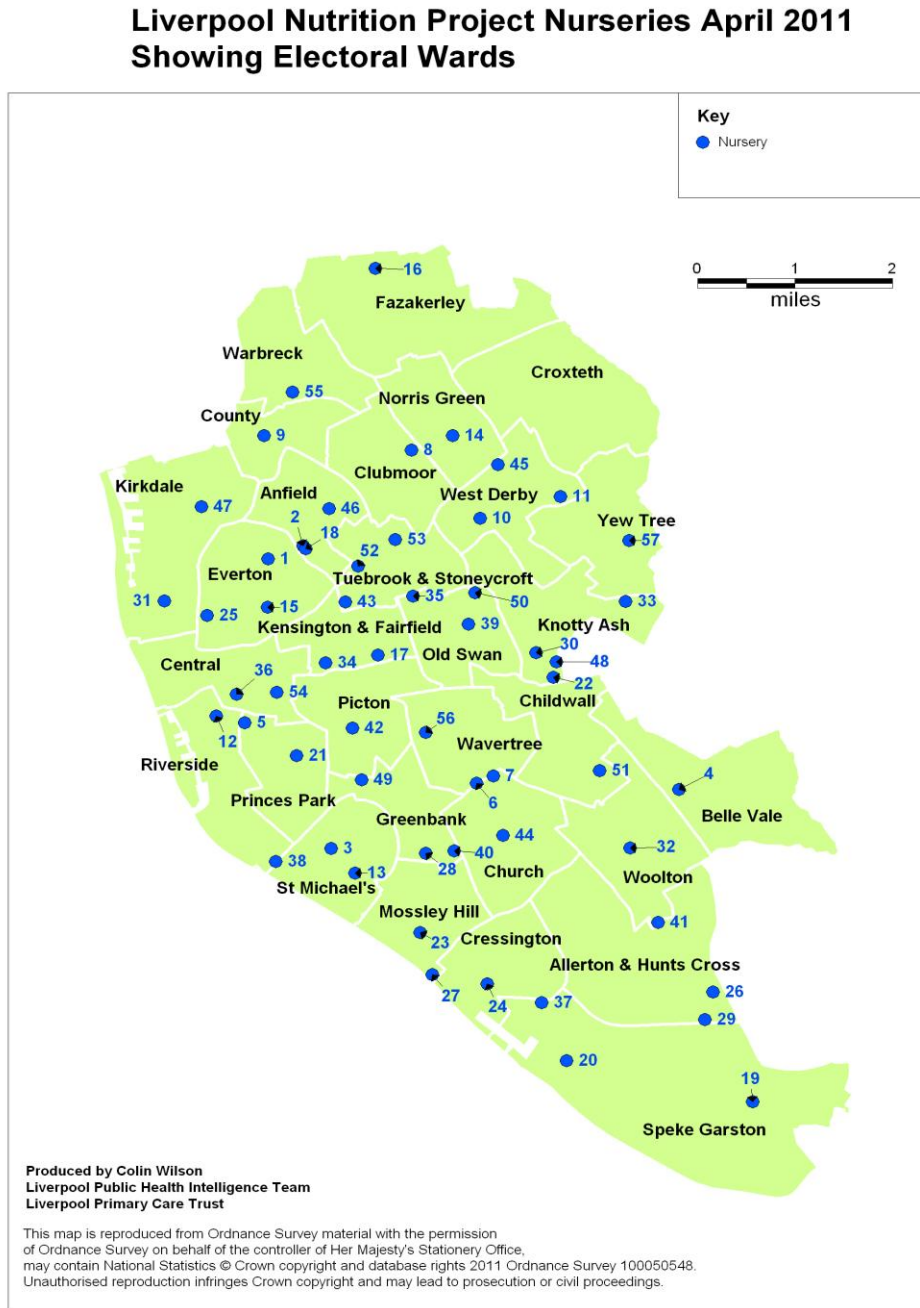 Liverpool Nutrition Project Nurseries April 2011
Showing Electoral Wards
Key
Nursery
0 1 2
miles
16
Fazakerley
Warbreck
Croxteth
55
Norris Green
County
9
14
8
Clubmoor
45
Kirkdale
Anfield
West Derby
11
47
46
2
10
18
Yew Tree
53
57
52
1
Everton
Tuebrook & Stoneycroft
31
15
43
35
50
33
25
Kensington & Fairfield
39
Knotty Ash
30
Central
34
17
Old Swan
48
36
22
54
Picton
Childwall
5
42
56
12
Wavertree
Riverside
21
51
4
49
7
Princes Park
6
Belle Vale
Greenbank
44
3
40
32
38
28
13
Church
Woolton
St Michael's
Mossley Hill
41
23
Cressington
Allerton & Hunts Cross
27
24
37
26
29
20
19
Speke Garston
Produced by Colin Wilson
Liverpool Public Health Intelligence Team
Liverpool Primary Care Trust
This map is reproduced from Ordnance Survey material with the permission
of Ordnance Survey on behalf of the controller of Her Majesty's Stationery Office,
may contain National Statistics © Crown copyright and database rights 2011 Ordnance Survey 100050548.
Unauthorised reproduction infringes Crown copyright and may lead to prosecution or civil proceedings.